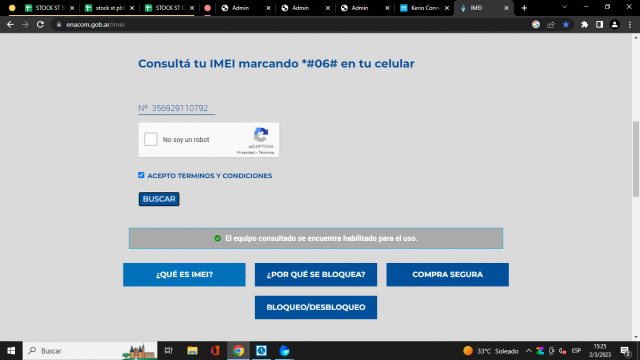 STOCK ST S
stock st pbi
STOCK ST C
Admin
Admin
Admin
Kerio Conn
IMEI
enacom.gob.ar/imei
Consultá tu IMEI marcando *#06# en tu celular
Nº 356929110792
No soy un robot
reCAPTCHA
Privacidad • Términos
ACEPTO TERMINOS Y CONDICIONES
BUSCAR
El equipo consultado se encuentra habilitado para el uso.
¿QUÉ ES IMEI?
¿POR QUÉ SE BLOQUEA?
COMPRA SEGURA
BLOQUEO/DESBLOQUEO
Buscar
33°C Soleado
ESP
15:25
2/3/2023